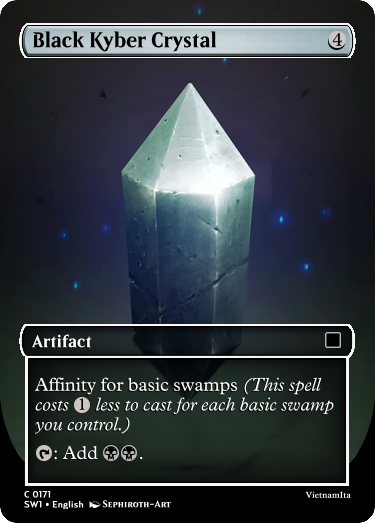 Black Kyber Crystal 4
Artifact
Affinity for basic swamps (This spell
costs 1 less to cast for each basic swamp
you control.)
: Add .
C 0171
SW1 • English Sephiroth-Art
VietnamIta